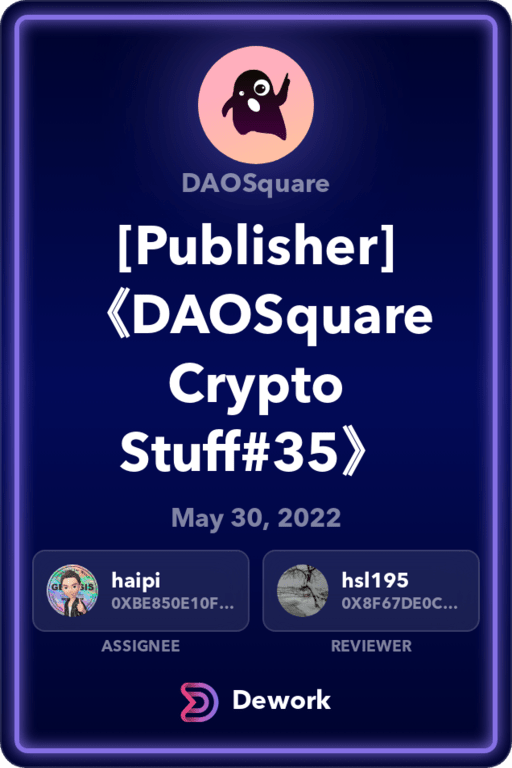 DAOSquare
[Publisher]
《DAOSquare
Crypto
Stuff#35》
May 30, 2022
haipi
0XBE850E10F...
hsl195
0X8F67DE0C...
ASSIGNEE
REVIEWER
Dework